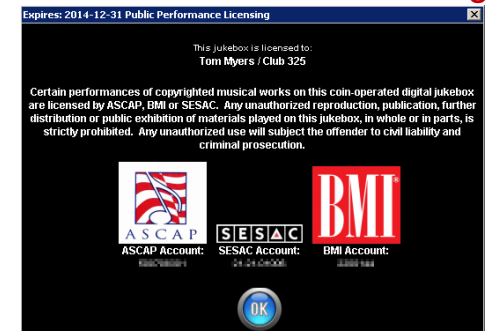 Expires: 2014-12-31 Public Performance Licensing
This jukebox is licensed to:
Tom Myers / Club 325
Certain performances of copyrighted musical works on this coin-operated digital jukebox
are licensed by ASCAP, BMI or SESAC. Any unauthorized reproduction, publication, further
distribution or public exhibition of materials played on this jukebox, in whole or in parts, is
strictly prohibited. Any unauthorized use will subject the offender to civil liability and
criminal prosecution.
ASCAP
SESAC
BMI
ASCAP Account:
SESAC Account:
BMI Account:
OK